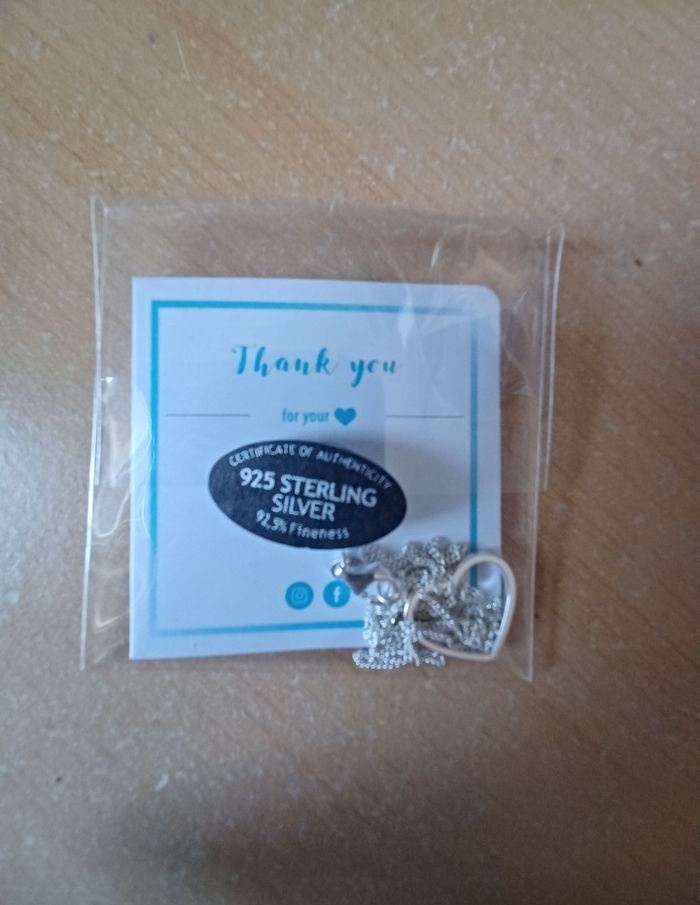 Thank you
for your
CERTIFICATE OF AUTHENTICITY
925 STERLING
SILVER
92,5% Fineness